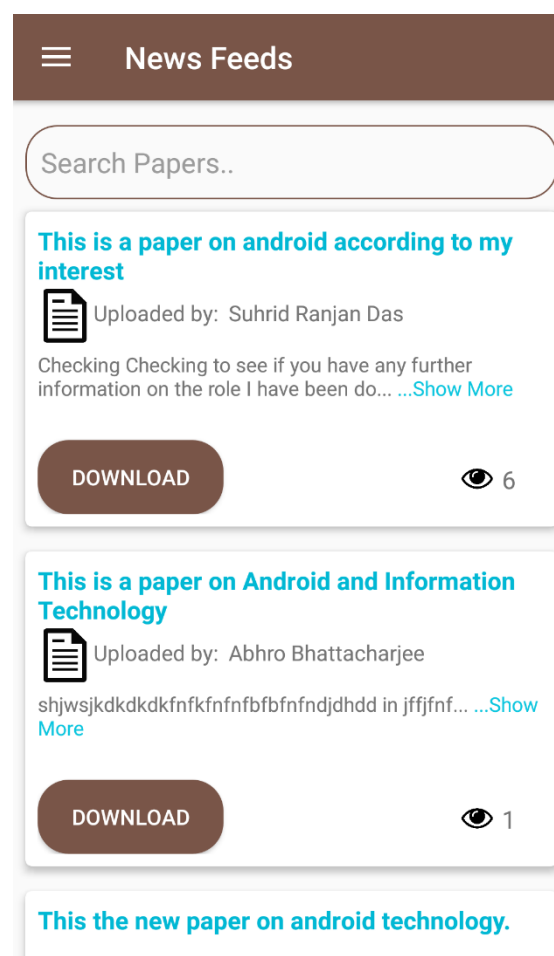 News Feeds
Search Papers..
This is a paper on android according to my
interest
Uploaded by: Suhrid Ranjan Das
Checking Checking to see if you have any further
information on the role I have been do... ...Show More
DOWNLOAD
6
This is a paper on Android and Information
Technology
Uploaded by: Abhro Bhattacharjee
shjwsjkdkdkdkfnfkfnfnfbfbfnfndjdhdd in jffjfnf... ...Show
More
DOWNLOAD
1
This the new paper on android technology.